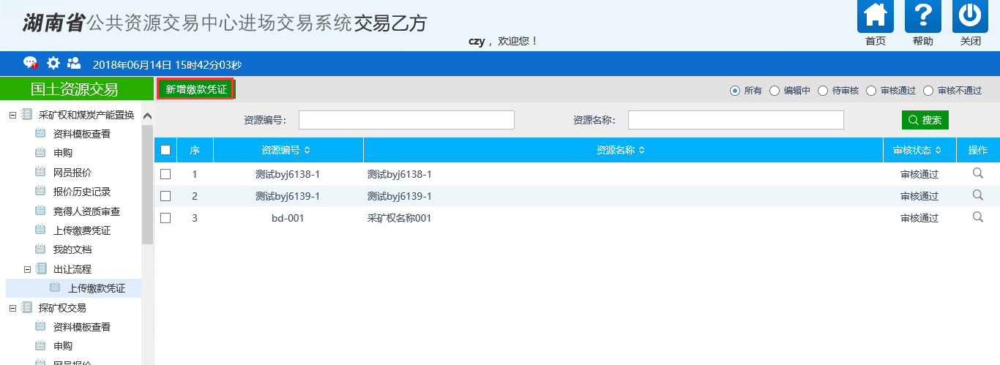 湖南省公共资源交易中心进场交易系统交易乙方
czy ，欢迎您！
首页 帮助 关闭
2018年06月14日 15时42分03秒
国土资源交易
采矿权和煤炭产能置换
资料模板查看
申购
网员报价
报价历史记录
竞得人资质审查
上传缴费凭证
我的文档
出让流程
上传缴款凭证
探矿权交易
资料模板查看
申购
网员报价
新增缴款凭证
所有 编辑中 待审核 审核通过 审核不通过
资源编号： 资源名称： 搜索
序 资源编号 资源名称 审核状态 操作
1 测试byj6138-1 测试byj6138-1 审核通过
2 测试byj6139-1 测试byj6139-1 审核通过
3 bd-001 采矿权名称001 审核通过